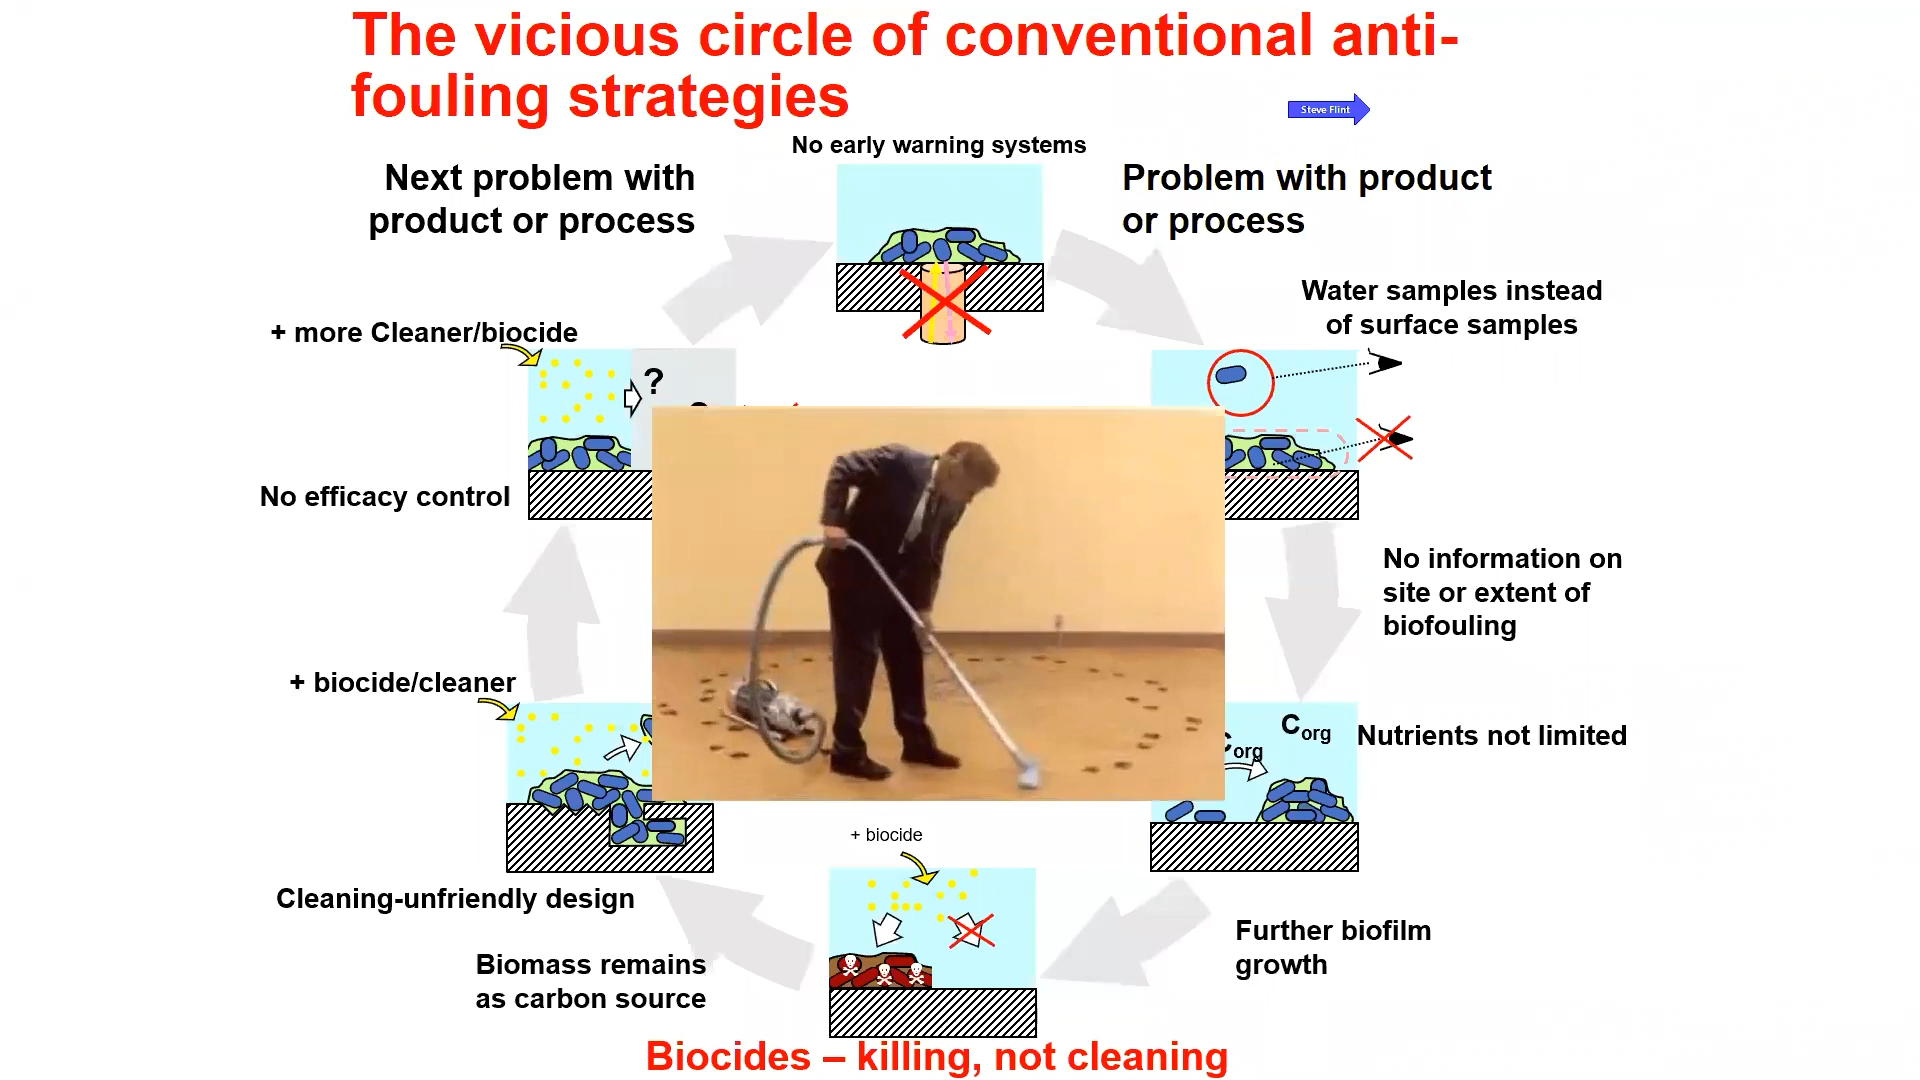 The vicious circle of conventional anti-
fouling strategies
Steve Flint
No early warning systems
Next problem with
product or process
Problem with product
or process
Water samples instead
of surface samples
+ more Cleaner/biocide
?
No efficacy control
No information on
site or extent of
biofouling
+ biocide/cleaner
Corg
Corg
Nutrients not limited
+ biocide
Cleaning-unfriendly design
Further biofilm
growth
Biomass remains
as carbon source
Biocides – killing, not cleaning